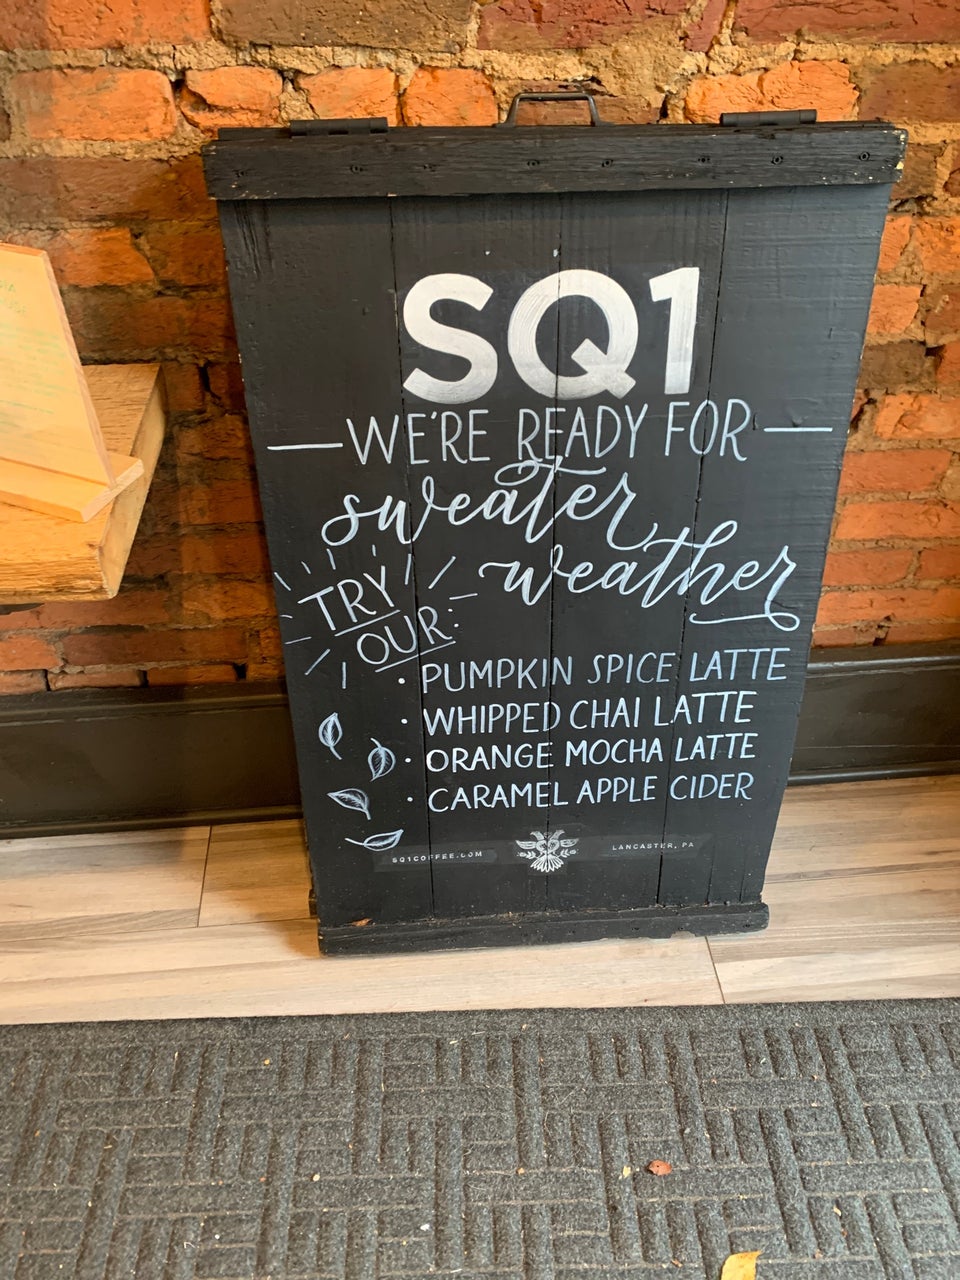 SQ1
WE'RE READY FOR
sweater
weather
TRY
OUR:
• PUMPKIN SPICE LATTE
• WHIPPED CHAI LATTE
• ORANGE MOCHA LATTE
• CARAMEL APPLE CIDER
SQ1COFFEE.COM
LANCASTER, PA